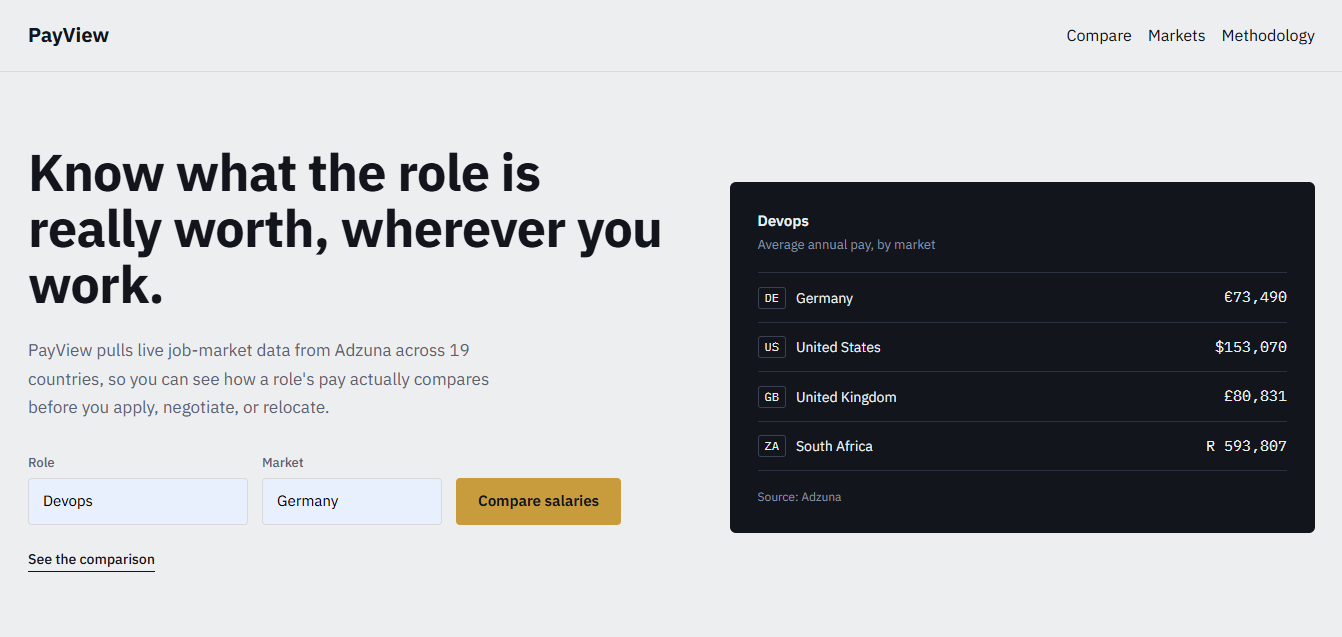 PayView
Compare Markets Methodology
Know what the role is
really worth, wherever you
work.
PayView pulls live job-market data from Adzuna across 19
countries, so you can see how a role's pay actually compares
before you apply, negotiate, or relocate.
Role Market
Devops Germany Compare salaries
See the comparison
Devops
Average annual pay, by market
DE Germany €73,490
US United States $153,070
GB United Kingdom £80,831
ZA South Africa R 593,807
Source: Adzuna